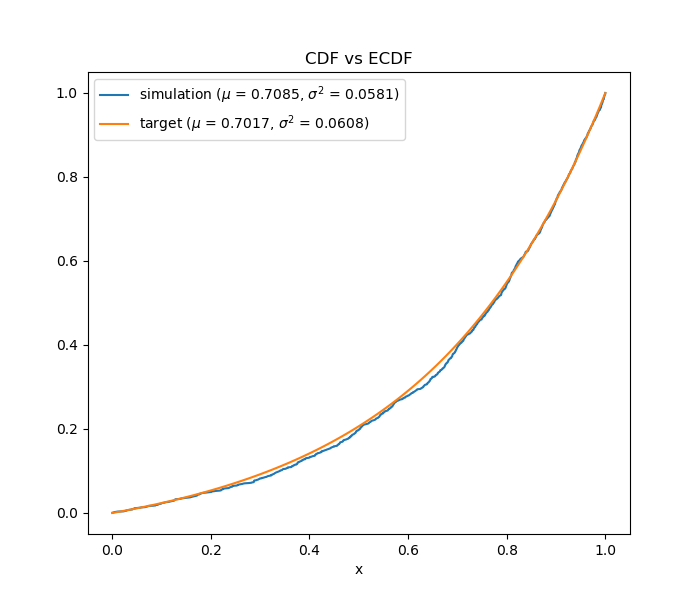 CDF vs ECDF
simulation (μ = 0.7085, σ² = 0.0581)
target (μ = 0.7017, σ² = 0.0608)
1.0
0.8
0.6
0.4
0.2
0.0
0.0 0.2 0.4 0.6 0.8 1.0
x